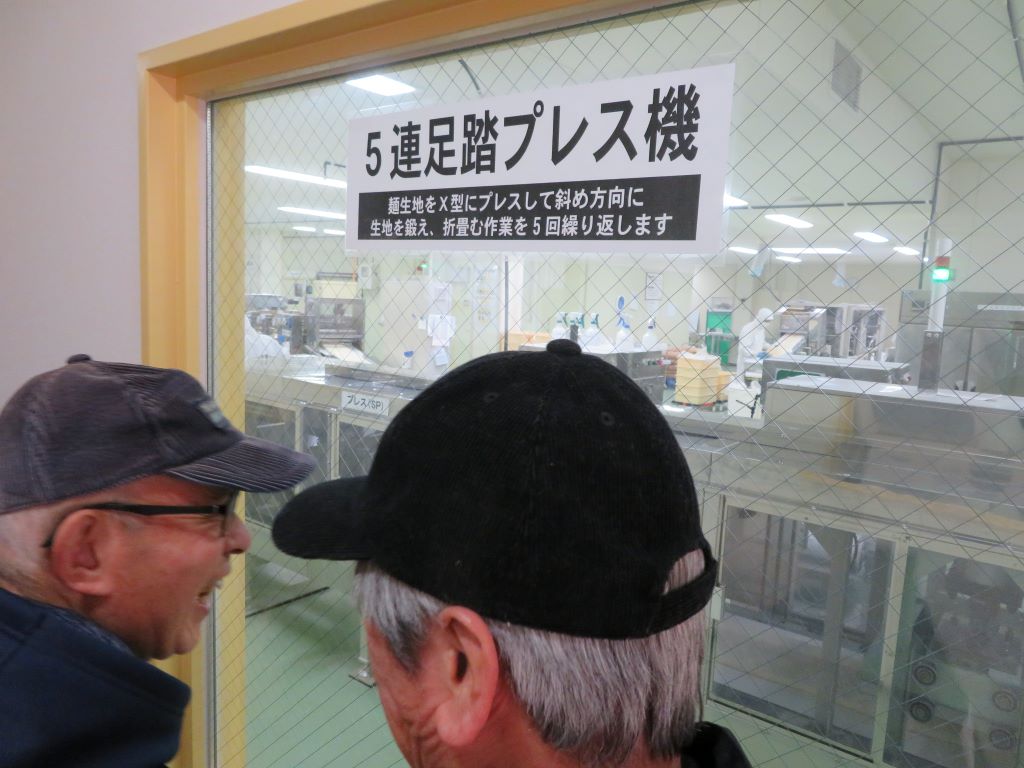 5連足踏プレス機
麺生地をX型にプレスして斜め方向に
生地を鍛え、折畳む作業を5回繰り返します
プレス(SP)